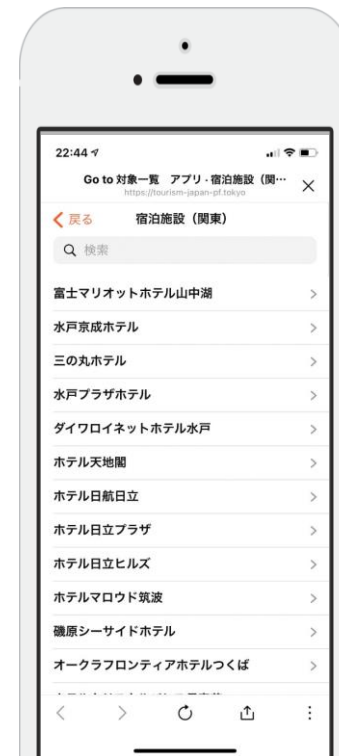 22:44
Go to 対象一覧 アプリ - 宿泊施設（関…
https://tourism-japan-pf.tokyo
戻る 宿泊施設（関東）
検索
富士マリオットホテル山中湖
水戸京成ホテル
三の丸ホテル
水戸プラザホテル
ダイワロイネットホテル水戸
ホテル天地閣
ホテル日航日立
ホテル日立プラザ
ホテル日立ヒルズ
ホテルマロウド筑波
磯原シーサイドホテル
オークラフロンティアホテルつくば